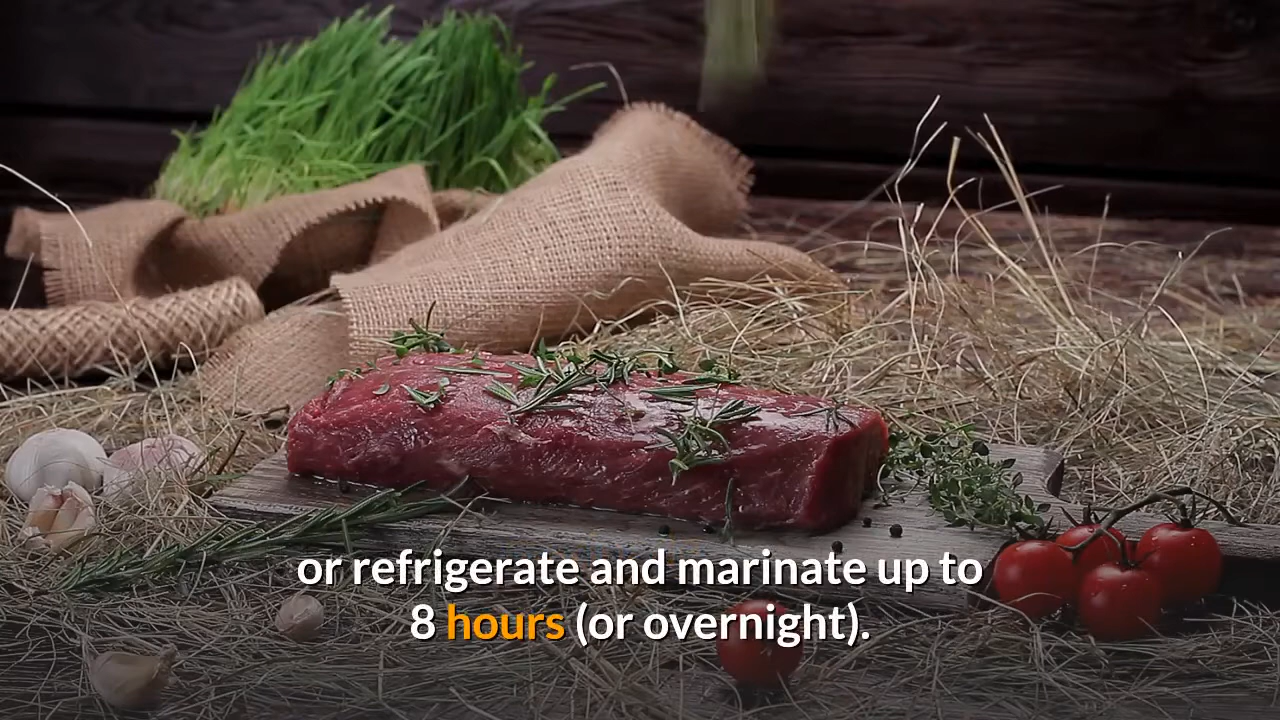 or refrigerate and marinate up to
8 hours (or overnight).